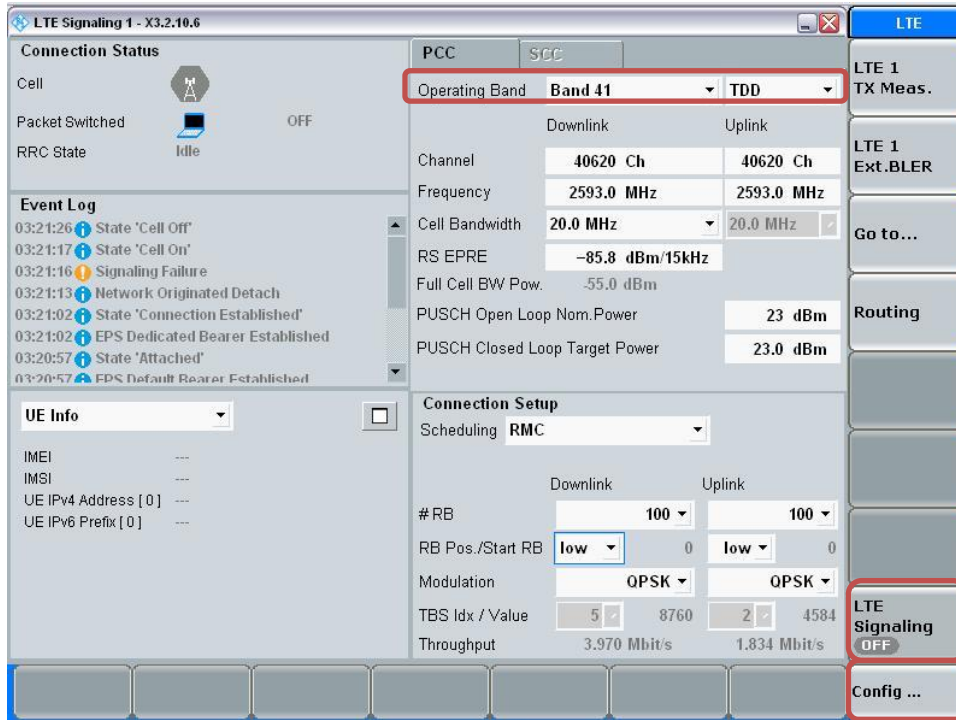 LTE Signaling 1 - X3.2.10.6
LTE
Connection Status
Cell
Packet Switched OFF
RRC State Idle
Event Log
03:21:26 State 'Cell Off'
03:21:17 State 'Cell On'
03:21:16 Signaling Failure
03:21:13 Network Originated Detach
03:21:02 State 'Connection Established'
03:21:02 EPS Dedicated Bearer Established
03:20:57 State 'Attached'
03:20:57 EPS Default Bearer Established
UE Info
IMEI ---
IMSI ---
UE IPv4 Address [ 0 ] ---
UE IPv6 Prefix [ 0 ] ---
PCC SCC
Operating Band Band 41 TDD
Downlink Uplink
Channel 40620 Ch 40620 Ch
Frequency 2593.0 MHz 2593.0 MHz
Cell Bandwidth 20.0 MHz 20.0 MHz
RS EPRE -85.8 dBm/15kHz
Full Cell BW Pow. -55.0 dBm
PUSCH Open Loop Nom.Power 23 dBm
PUSCH Closed Loop Target Power 23.0 dBm
Connection Setup
Scheduling RMC
Downlink Uplink
# RB 100 100
RB Pos./Start RB low 0 low 0
Modulation QPSK QPSK
TBS Idx / Value 5 8760 2 4584
Throughput 3.970 Mbit/s 1.834 Mbit/s
LTE 1
TX Meas.
LTE 1
Ext.BLER
Go to...
Routing
LTE
Signaling
OFF
Config ...